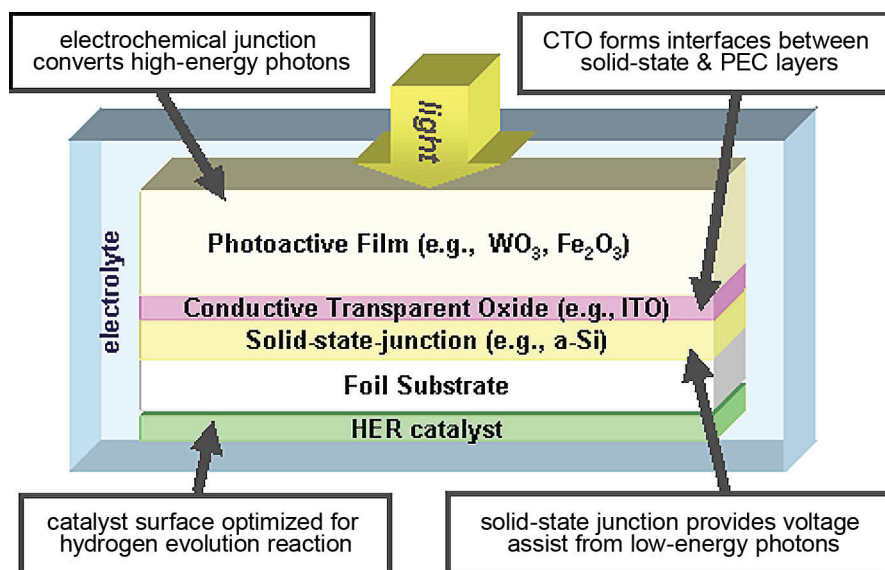 electrochemical junction
converts high-energy photons
CTO forms interfaces between
solid-state & PEC layers
light
electrolyte
Photoactive Film (e.g., WO₃, Fe₂O₃)
Conductive Transparent Oxide (e.g., ITO)
Solid-state-junction (e.g., a-Si)
Foil Substrate
HER catalyst
catalyst surface optimized for
hydrogen evolution reaction
solid-state junction provides voltage
assist from low-energy photons